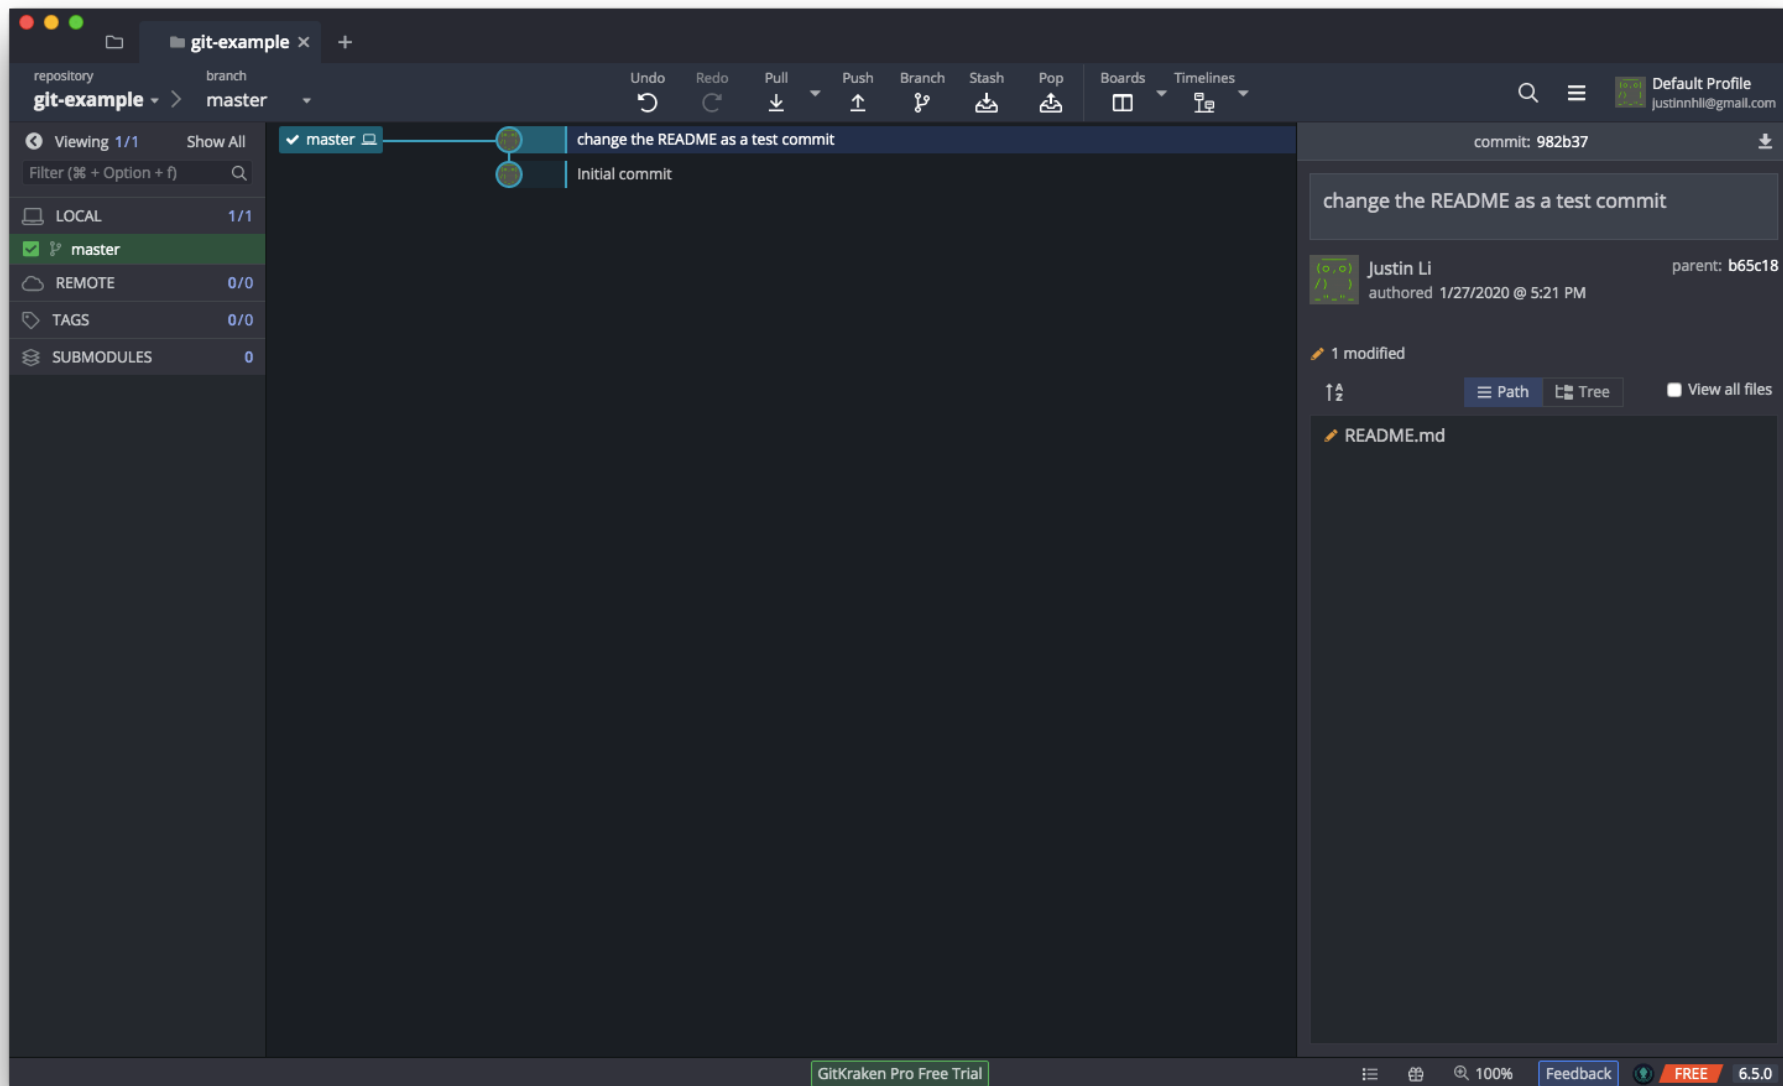 git-example
repository
git-example
branch
master
Undo
Redo
Pull
Push
Branch
Stash
Pop
Boards
Timelines
Default Profile
justinnhli@gmail.com
Viewing 1/1
Show All
Filter (⌘ + Option + f)
LOCAL
1/1
master
REMOTE
0/0
TAGS
0/0
SUBMODULES
0
master
change the README as a test commit
Initial commit
commit: 982b37
change the README as a test commit
Justin Li
authored 1/27/2020 @ 5:21 PM
parent: b65c18
1 modified
A
Z
Path
Tree
View all files
README.md
GitKraken Pro Free Trial
100%
Feedback
FREE
6.5.0